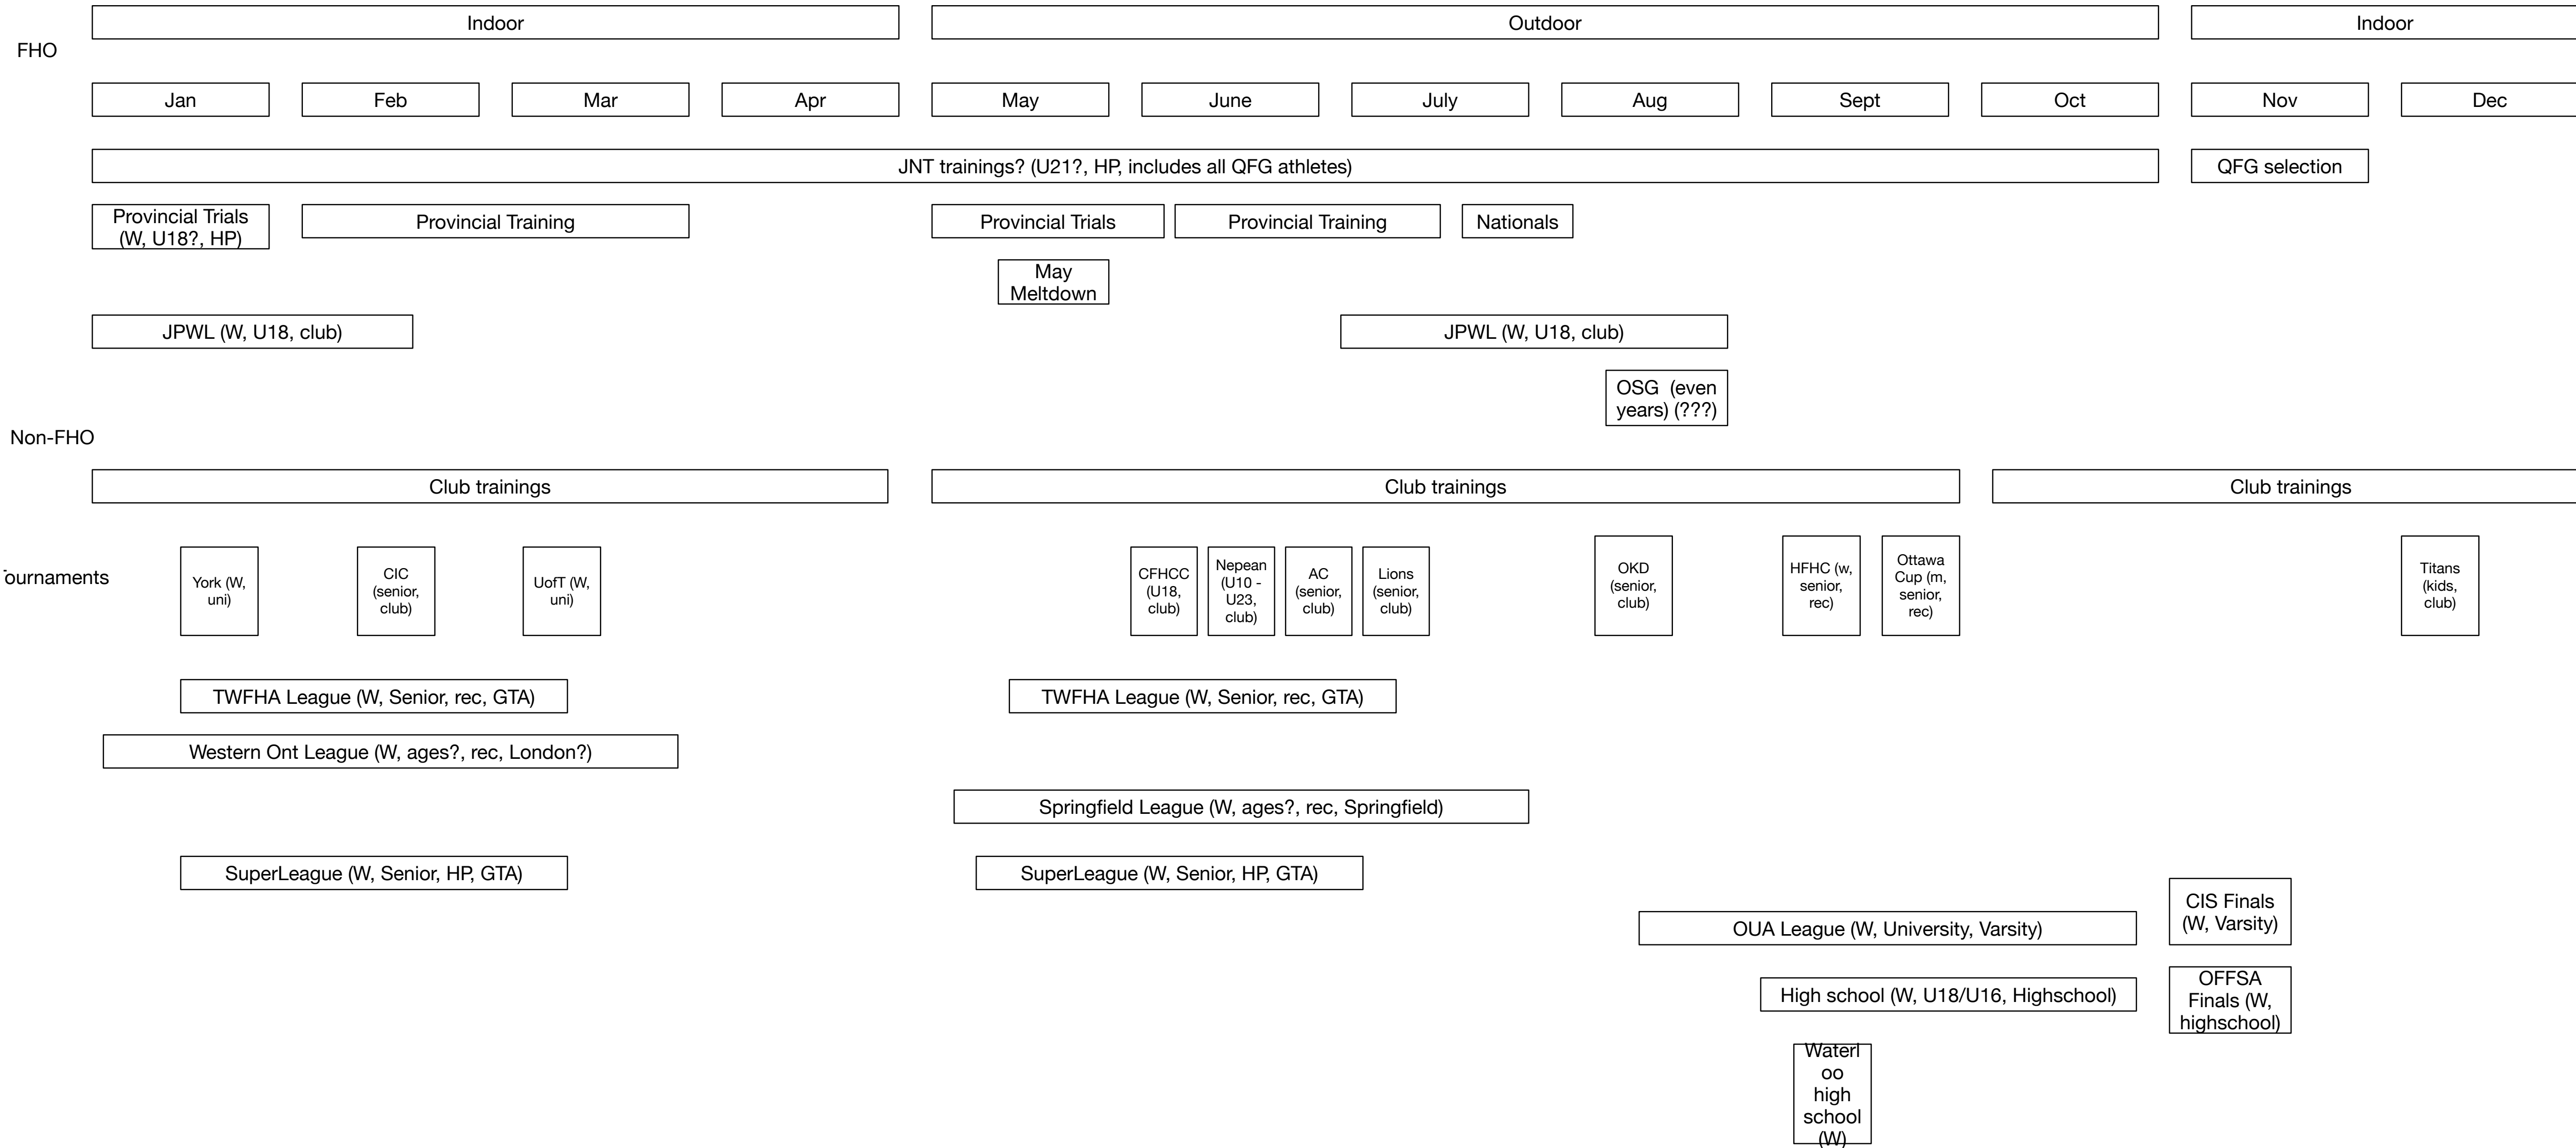 Indoor
Outdoor
Indoor
FHO
Jan
Feb
Mar
Apr
May
June
July
Aug
Sept
Oct
Nov
Dec
JNT trainings? (U21?, HP, includes all QFG athletes)
QFG selection
Provincial Trials
(W, U18?, HP)
Provincial Training
Provincial Trials
Provincial Training
Nationals
May
Meltdown
JPWL (W, U18, club)
JPWL (W, U18, club)
OSG (even
years) (???)
Non-FHO
Club trainings
Club trainings
Club trainings
ournaments
York (W,
uni)
CIC
(senior,
club)
UofT (W,
uni)
CFHCC
(U18,
club)
Nepean
(U10 -
U23,
club)
AC
(senior,
club)
Lions
(senior,
club)
OKD
(senior,
club)
HFHC (w,
senior,
rec)
Ottawa
Cup (m,
senior,
rec)
Titans
(kids,
club)
TWFHA League (W, Senior, rec, GTA)
TWFHA League (W, Senior, rec, GTA)
Western Ont League (W, ages?, rec, London?)
Springfield League (W, ages?, rec, Springfield)
SuperLeague (W, Senior, HP, GTA)
SuperLeague (W, Senior, HP, GTA)
CIS Finals
(W, Varsity)
OUA League (W, University, Varsity)
OFFSA
Finals (W,
highschool)
High school (W, U18/U16, Highschool)
Waterl
oo
high
school
(W)